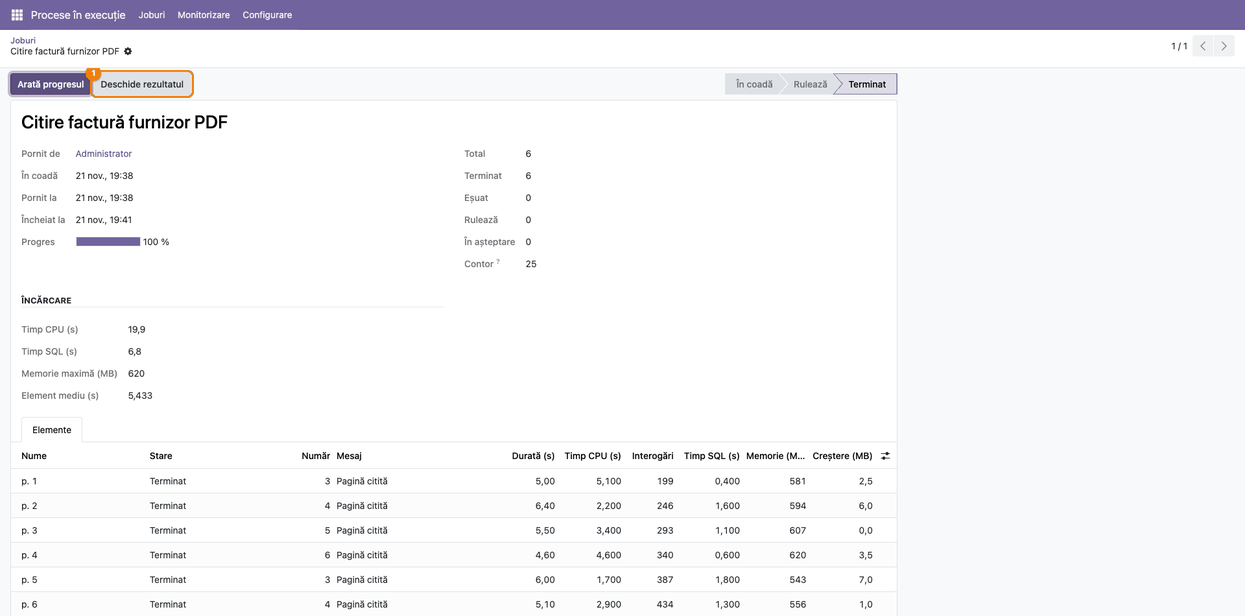 Procese în execuție Joburi Monitorizare Configurare
Joburi
Citire factură furnizor PDF
1 / 1
1
Arată progresul Deschide rezultatul
În coadă Rulează Terminat
Citire factură furnizor PDF
Pornit de Administrator
În coadă 21 nov., 19:38
Pornit la 21 nov., 19:38
Încheiat la 21 nov., 19:41
Progres 100 %
Total 6
Terminat 6
Eșuat 0
Rulează 0
În așteptare 0
Contor ? 25
ÎNCĂRCARE
Timp CPU (s) 19,9
Timp SQL (s) 6,8
Memorie maximă (MB) 620
Element mediu (s) 5,433
Elemente
Nume Stare Număr Mesaj Durată (s) Timp CPU (s) Interogări Timp SQL (s) Memorie (M... Creștere (MB)
p. 1 Terminat 3 Pagină citită 5,00 5,100 199 0,400 581 2,5
p. 2 Terminat 4 Pagină citită 6,40 2,200 246 1,600 594 6,0
p. 3 Terminat 5 Pagină citită 5,50 3,400 293 1,100 607 0,0
p. 4 Terminat 6 Pagină citită 4,60 4,600 340 0,600 620 3,5
p. 5 Terminat 3 Pagină citită 6,00 1,700 387 1,800 543 7,0
p. 6 Terminat 4 Pagină citită 5,10 2,900 434 1,300 556 1,0